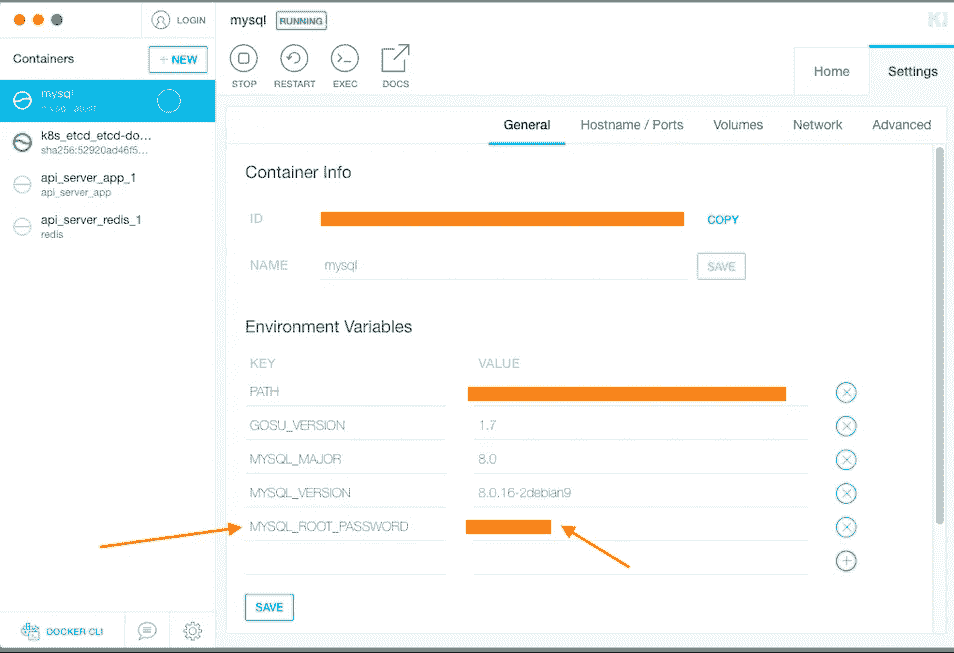 LOGIN
mysql RUNNING
Containers
+ NEW
STOP RESTART EXEC DOCS
Home Settings
mysql
k8s_etcd_etcd-do...
sha256:52920ad46f5...
api_server_app_1
api_server_app
api_server_redis_1
redis
General Hostname / Ports Volumes Network Advanced
Container Info
ID COPY
NAME mysql SAVE
Environment Variables
KEY VALUE
PATH
GOSU_VERSION 1.7
MYSQL_MAJOR 8.0
MYSQL_VERSION 8.0.16-2debian9
MYSQL_ROOT_PASSWORD
SAVE
DOCKER CLI